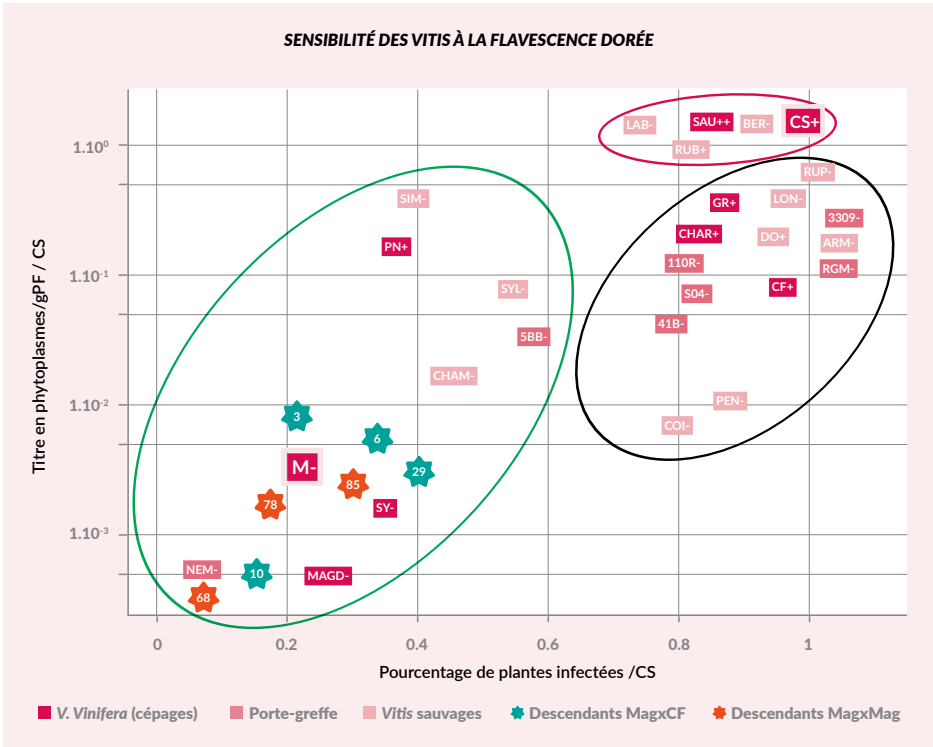 SENSIBILITÉ DES VITIS À LA FLAVESCENCE DORÉE
LAB-
SAU++
BER-
CS+
RUB+
1.10⁰
RUP-
SIM-
GR+
LON-
3309-
CHAR+
DO+
ARM-
PN+
110R-
RGM-
1.10⁻¹
SYL-
S04-
CF+
5BB-
41B-
CHAM-
PEN-
1.10⁻²
3
COI-
6
M-
29
85
78
SY-
1.10⁻³
NEM-
10
MAGD-
68
Titre en phytoplasmes/gPF / CS
0 0.2 0.4 0.6 0.8 1
Pourcentage de plantes infectées /CS
V. Vinifera (cépages) Porte-greffe Vitis sauvages Descendants MagxCF Descendants MagxMag